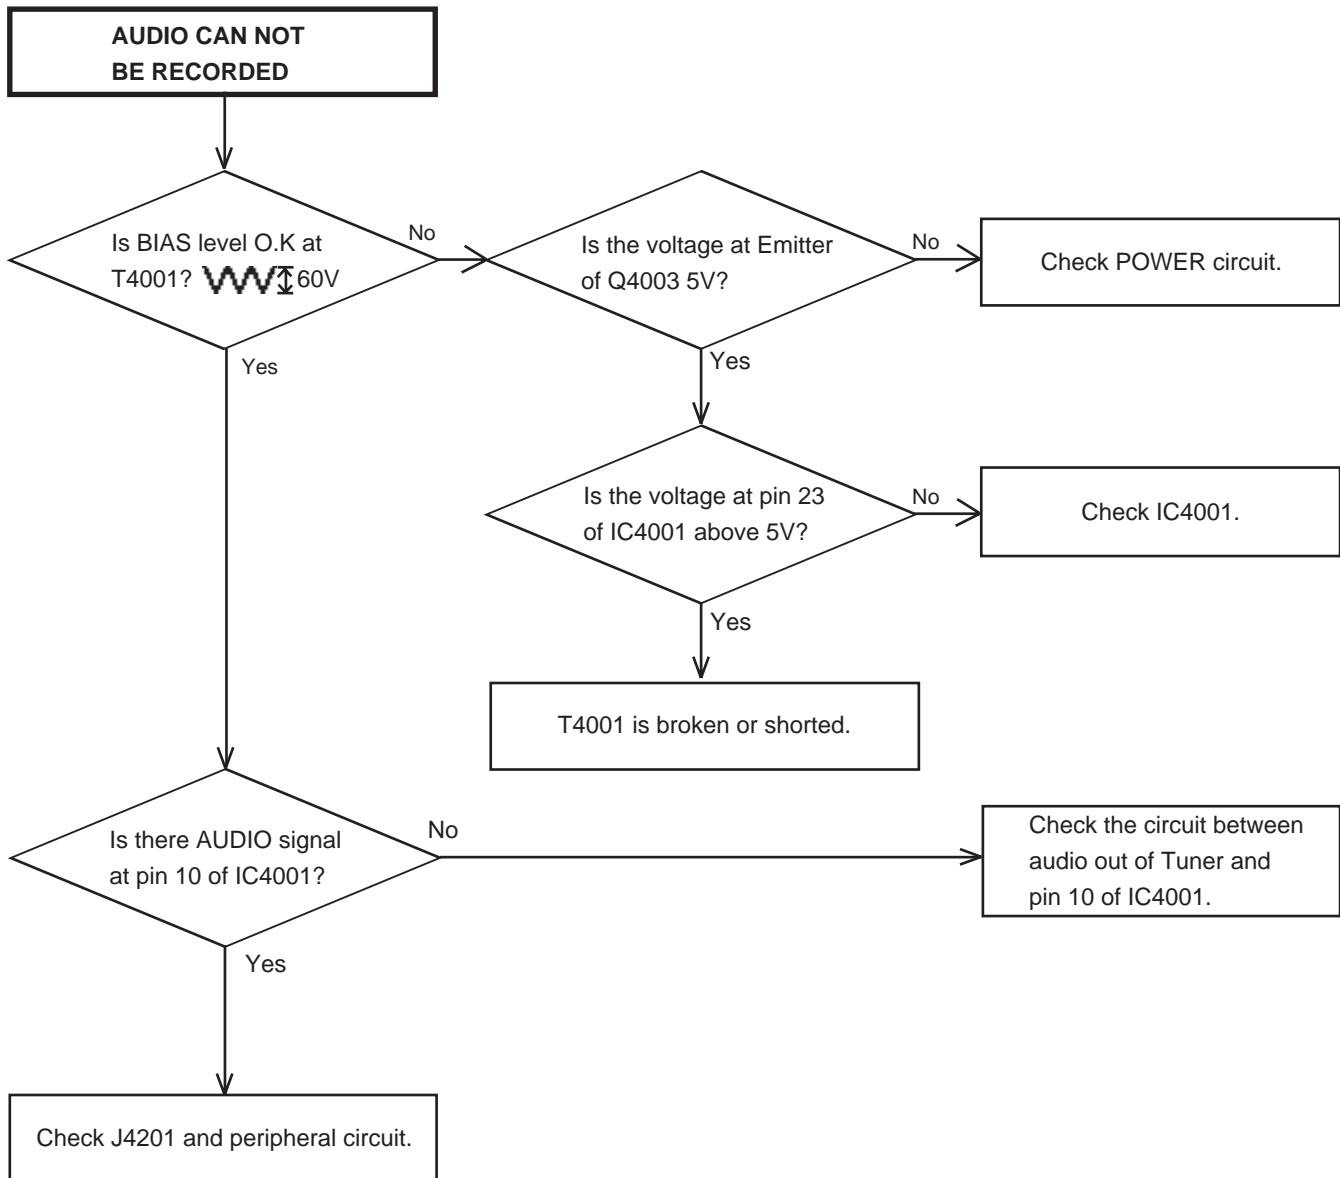 AUDIO CAN NOT
BE RECORDED
Is BIAS level O.K at
T4001? 60V
No
Is the voltage at Emitter
of Q4003 5V?
No
Check POWER circuit.
Yes
Yes
Is the voltage at pin 23
of IC4001 above 5V?
No
Check IC4001.
Yes
T4001 is broken or shorted.
Is there AUDIO signal
at pin 10 of IC4001?
No
Check the circuit between
audio out of Tuner and
pin 10 of IC4001.
Yes
Check J4201 and peripheral circuit.